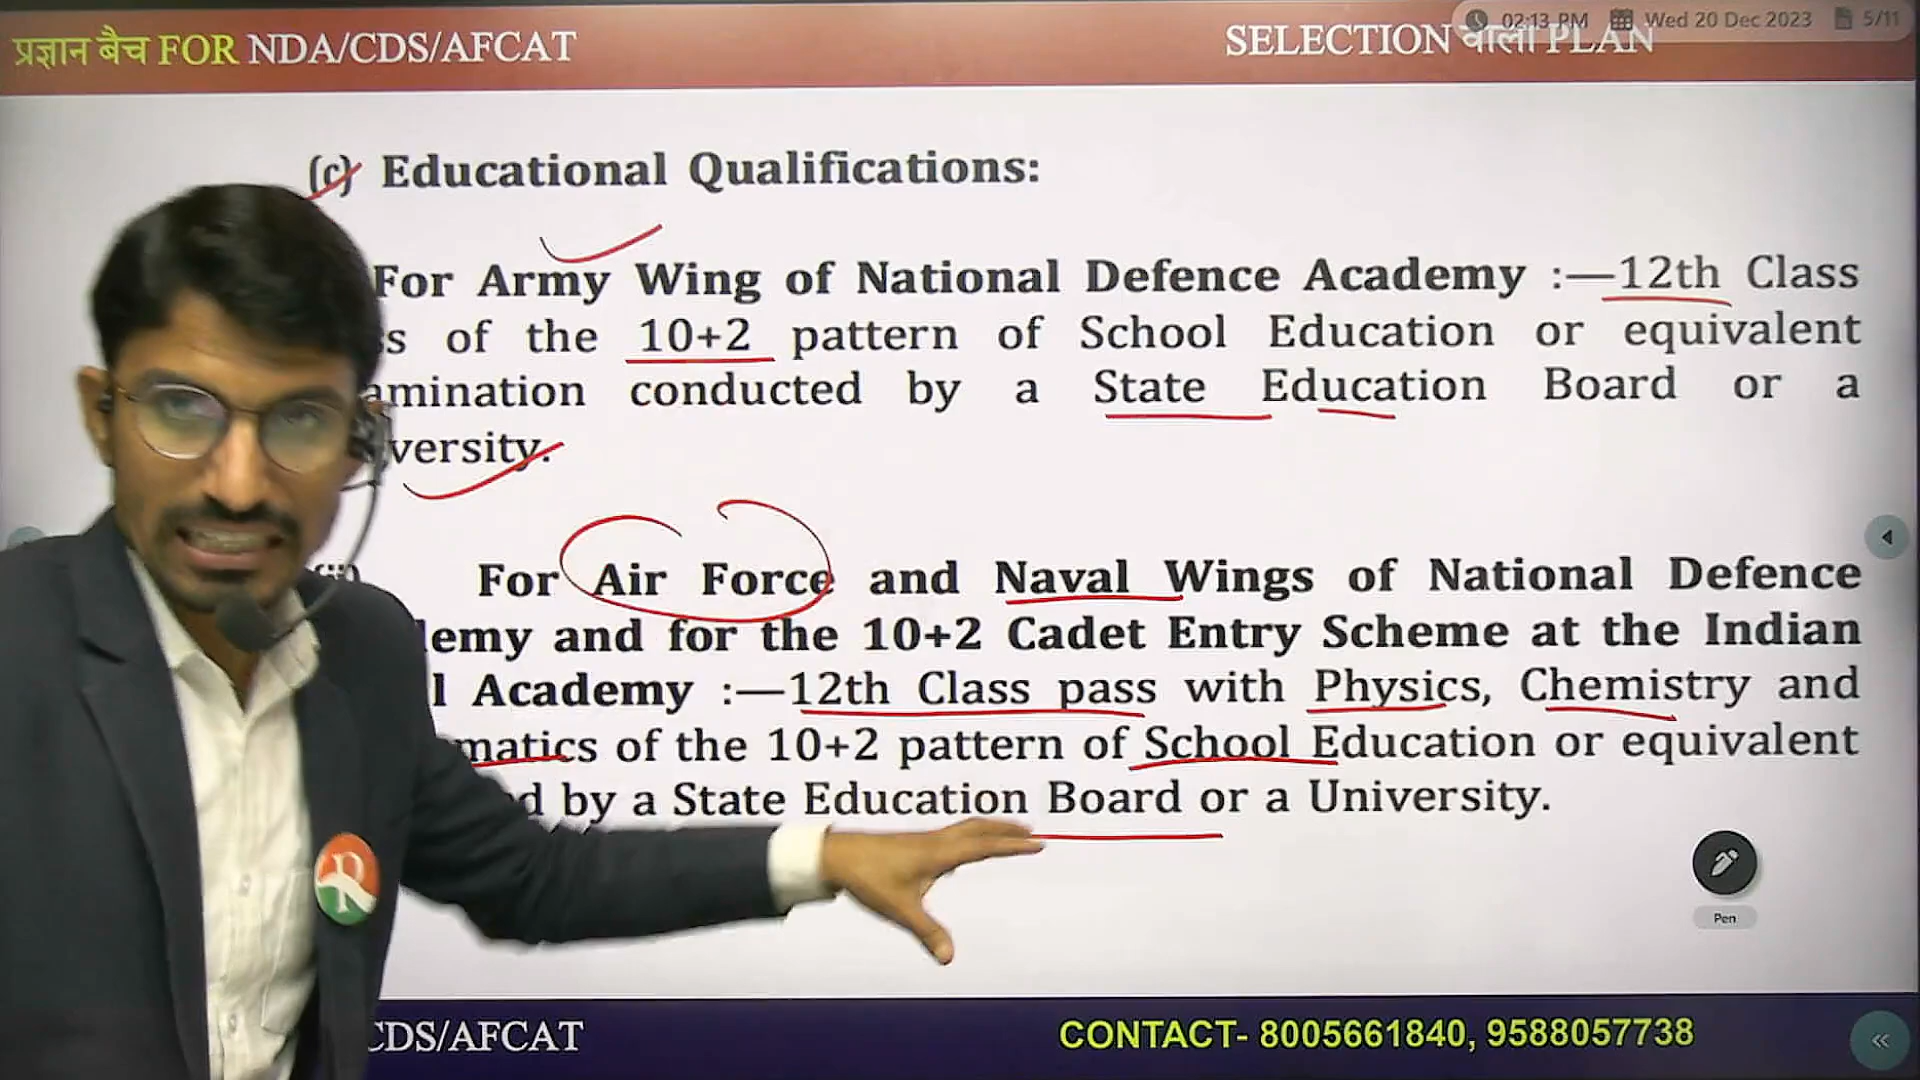 प्रज्ञान बैच FOR NDA/CDS/AFCAT
SELECTION वाला PLAN
02:13 PM Wed 20 Dec 2023 5/11
(c) Educational Qualifications:
For Army Wing of National Defence Academy :—12th Class
of the 10+2 pattern of School Education or equivalent
conducted by a State Education Board or a
For Air Force and Naval Wings of National Defence
and for the 10+2 Cadet Entry Scheme at the Indian
Academy :—12th Class pass with Physics, Chemistry and
of the 10+2 pattern of School Education or equivalent
by a State Education Board or a University.
Pen
CDS/AFCAT
CONTACT- 8005661840, 9588057738